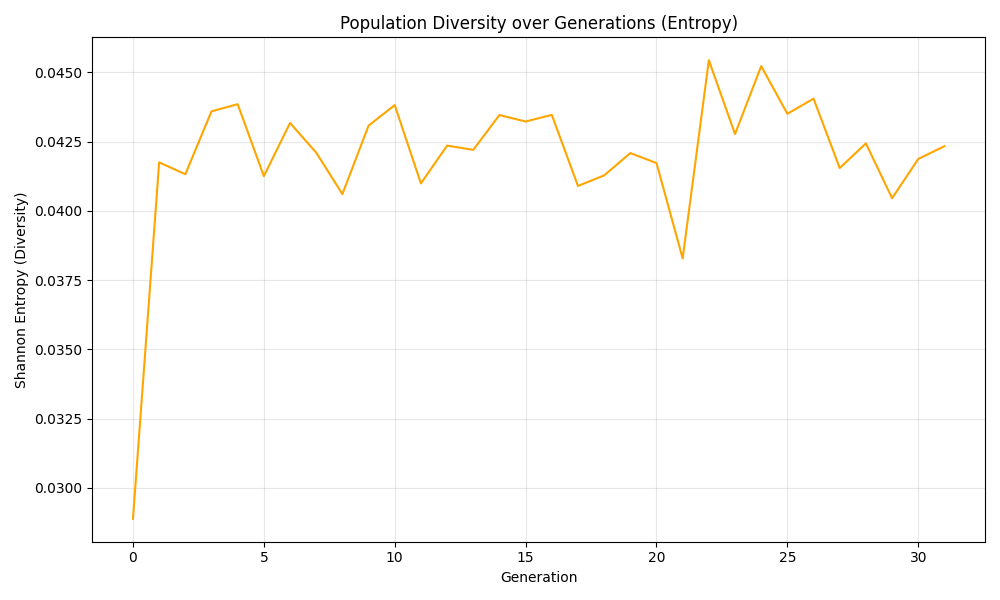 Population Diversity over Generations (Entropy)
Shannon Entropy (Diversity)
0.0450
0.0425
0.0400
0.0375
0.0350
0.0325
0.0300
0 5 10 15 20 25 30
Generation